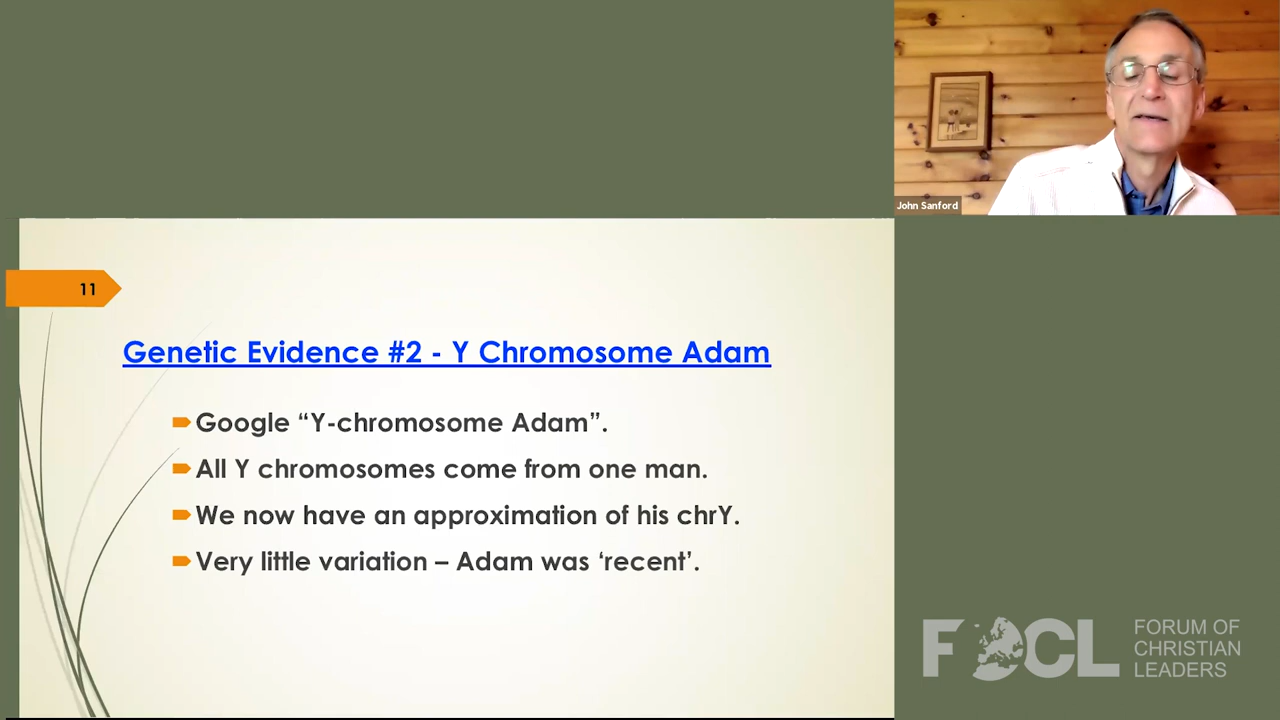 John Sanford
11
Genetic Evidence #2 - Y Chromosome Adam
Google “Y-chromosome Adam”.
All Y chromosomes come from one man.
We now have an approximation of his chrY.
Very little variation – Adam was ‘recent’.
FOCL
FORUM OF
CHRISTIAN
LEADERS